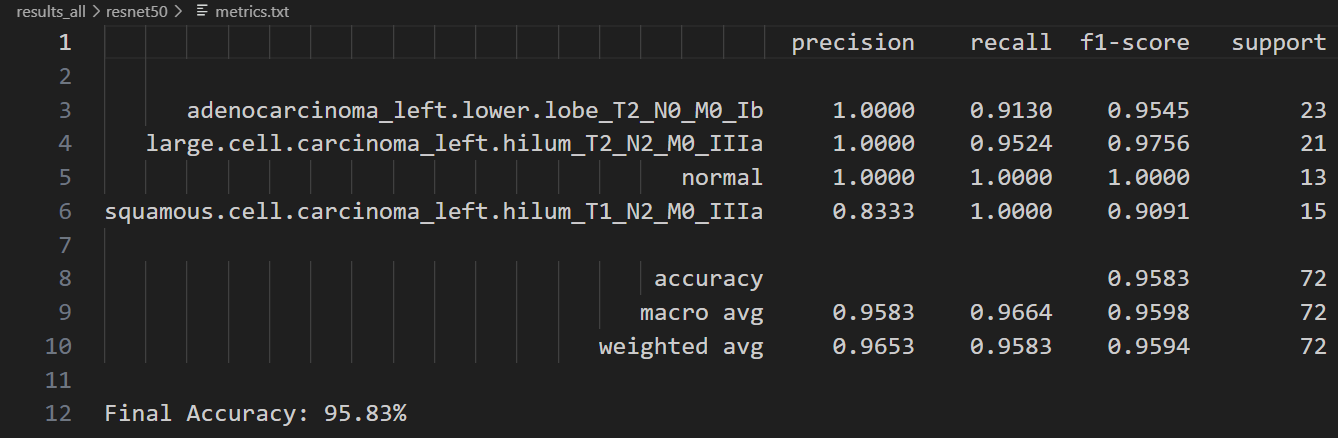 results_all > resnet50 > metrics.txt
1 precision recall f1-score support
2
3 adenocarcinoma_left.lower.lobe_T2_N0_M0_Ib 1.0000 0.9130 0.9545 23
4 large.cell.carcinoma_left.hilum_T2_N2_M0_IIIa 1.0000 0.9524 0.9756 21
5 normal 1.0000 1.0000 1.0000 13
6 squamous.cell.carcinoma_left.hilum_T1_N2_M0_IIIa 0.8333 1.0000 0.9091 15
7
8 accuracy 0.9583 72
9 macro avg 0.9583 0.9664 0.9598 72
10 weighted avg 0.9653 0.9583 0.9594 72
11
12 Final Accuracy: 95.83%